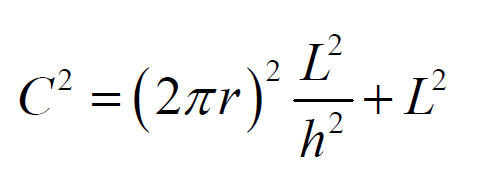 C² = (2πr)² L²/h² + L²